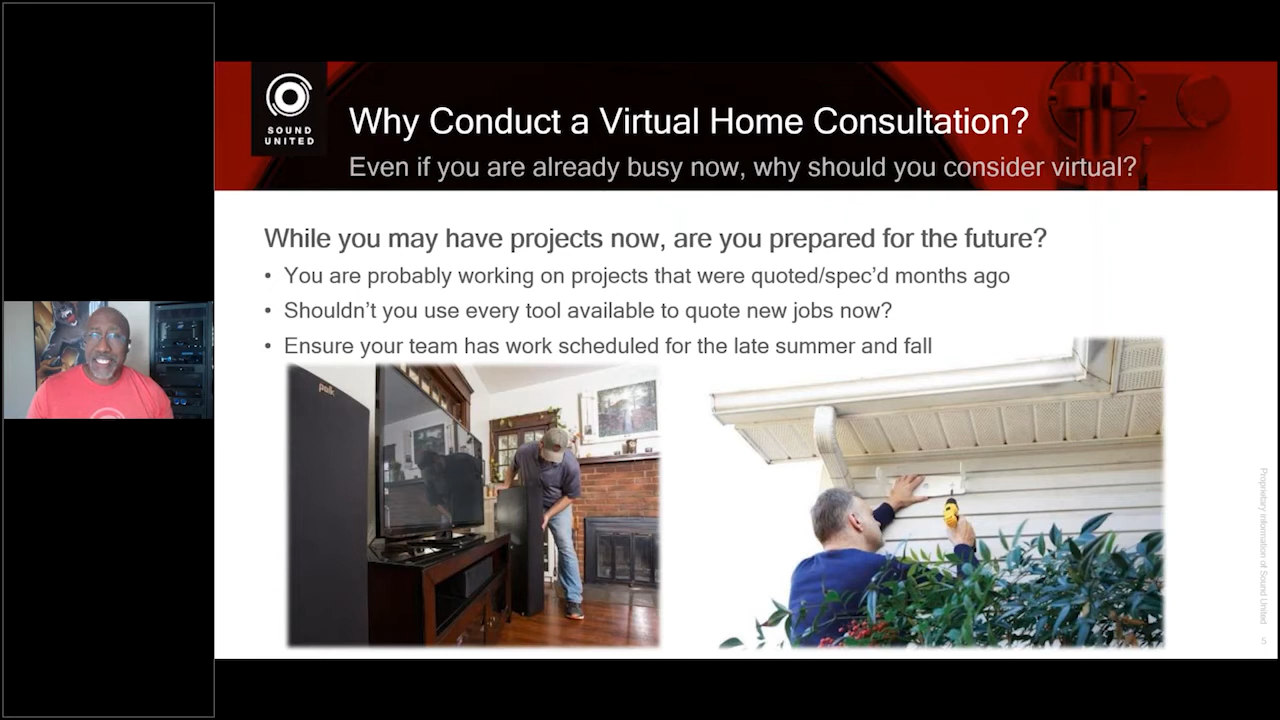 SOUND
UNITED
Why Conduct a Virtual Home Consultation?
Even if you are already busy now, why should you consider virtual?
While you may have projects now, are you prepared for the future?
• You are probably working on projects that were quoted/spec’d months ago
• Shouldn’t you use every tool available to quote new jobs now?
• Ensure your team has work scheduled for the late summer and fall
polk
Proprietary information of Sound United
5